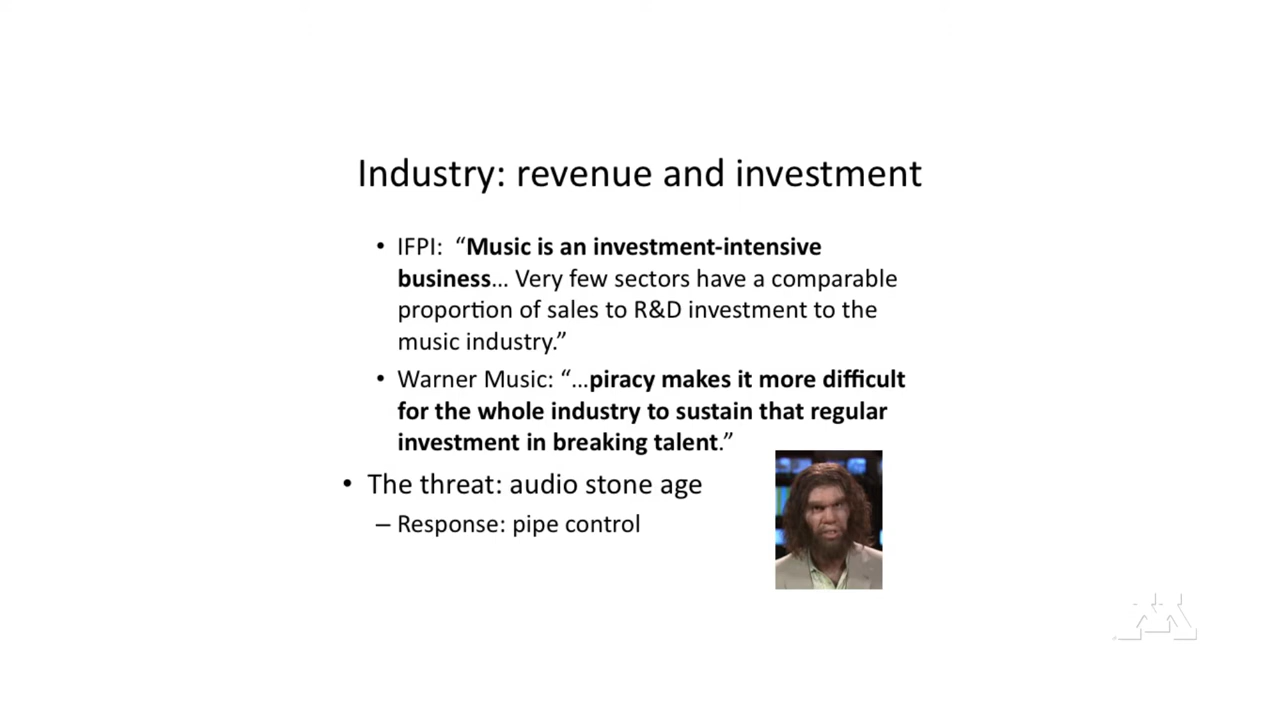 Industry: revenue and investment
• IFPI: “Music is an investment-intensive
business… Very few sectors have a comparable
proportion of sales to R&D investment to the
music industry.”
• Warner Music: “…piracy makes it more difficult
for the whole industry to sustain that regular
investment in breaking talent.”
• The threat: audio stone age
– Response: pipe control